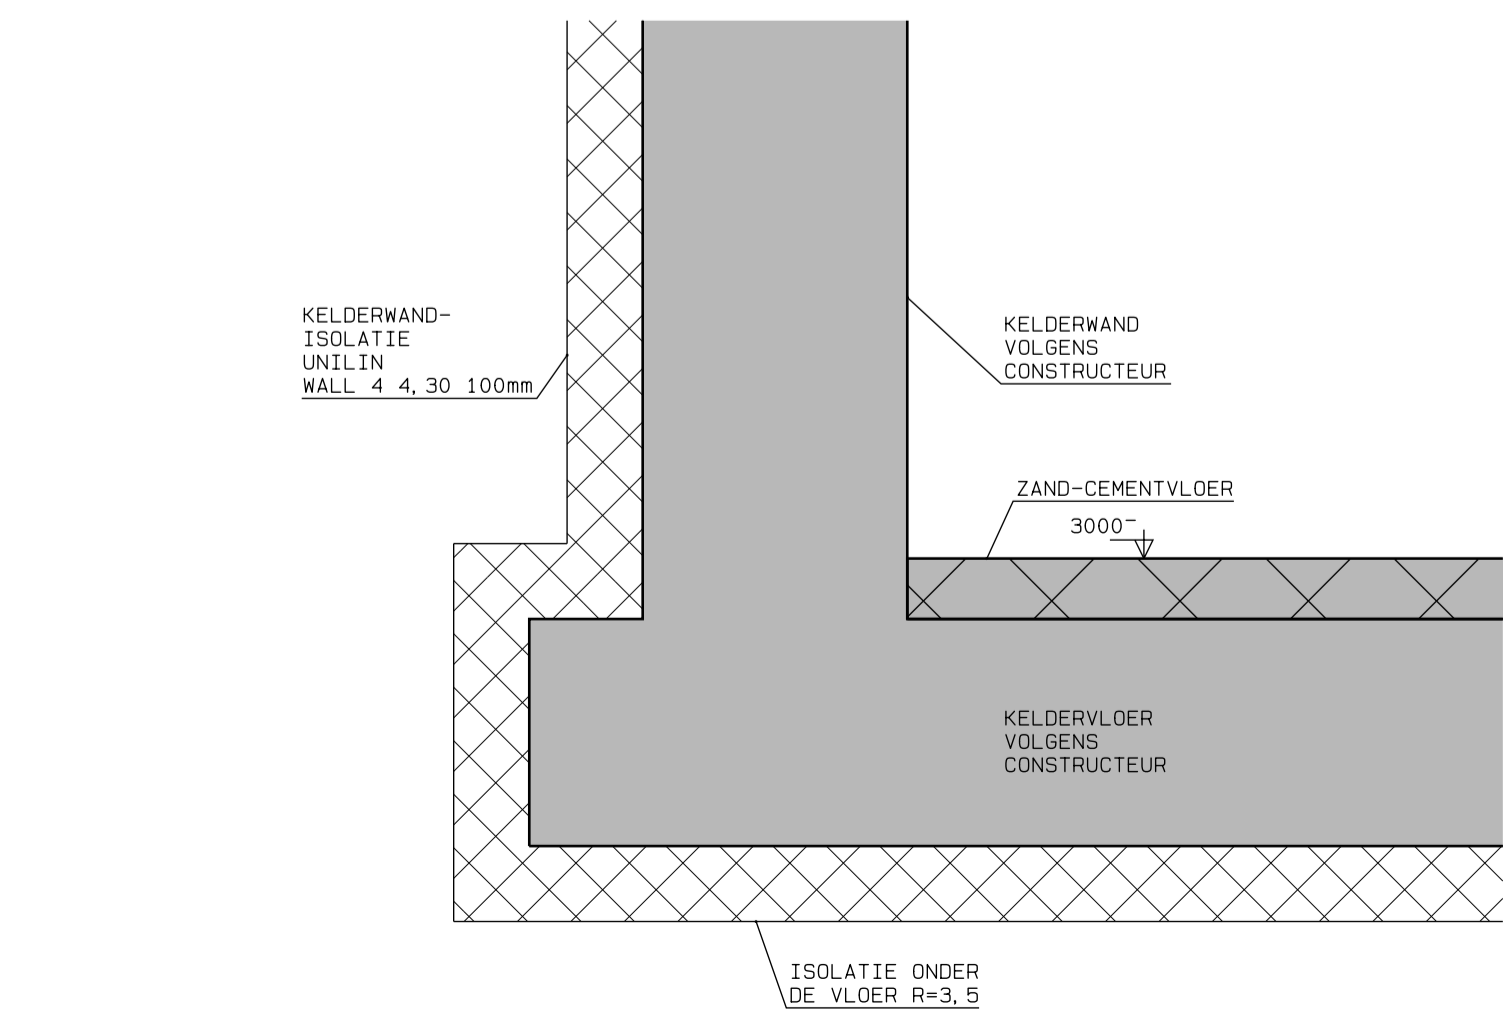 KELDERWAND-
ISOLATIE
UNILIN
WALL 4 4,30 100mm
KELDERWAND
VOLGENS
CONSTRUCTEUR
ZAND-CEMENTVLOER
3000-
KELDERVLOER
VOLGENS
CONSTRUCTEUR
ISOLATIE ONDER
DE VLOER R=3,5